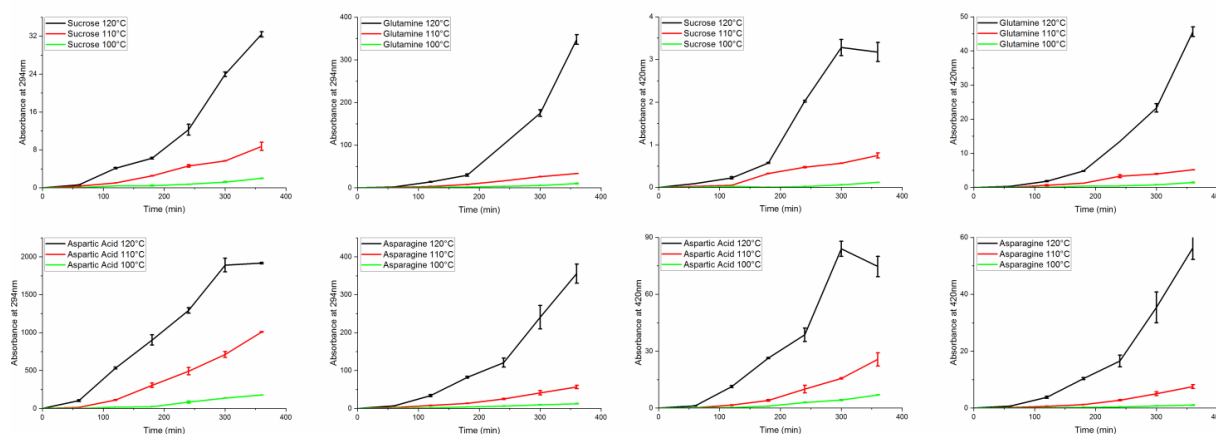 Sucrose 120°C
Sucrose 110°C
Sucrose 100°C
Absorbance at 294nm
32
24
16
8
0
0 100 200 300 400
Time (min)
Glutamine 120°C
Glutamine 110°C
Glutamine 100°C
Absorbance at 294nm
400
300
200
100
0
0 100 200 300 400
Time (min)
Sucrose 120°C
Sucrose 110°C
Sucrose 100°C
Absorbance at 420nm
4
3
2
1
0
0 100 200 300 400
Time (min)
Glutamine 120°C
Glutamine 110°C
Glutamine 100°C
Absorbance at 420nm
50
40
30
20
10
0
0 100 200 300 400
Time (min)
Aspartic Acid 120°C
Aspartic Acid 110°C
Aspartic Acid 100°C
Absorbance at 294nm
2000
1500
1000
500
0
0 100 200 300 400
Time (min)
Asparagine 120°C
Asparagine 110°C
Asparagine 100°C
Absorbance at 294nm
400
300
200
100
0
0 100 200 300 400
Time (min)
Aspartic Acid 120°C
Aspartic Acid 110°C
Aspartic Acid 100°C
Absorbance at 420nm
90
60
30
0
0 100 200 300 400
Time (min)
Asparagine 120°C
Asparagine 110°C
Asparagine 100°C
Absorbance at 420nm
60
40
20
0
0 100 200 300 400
Time (min)